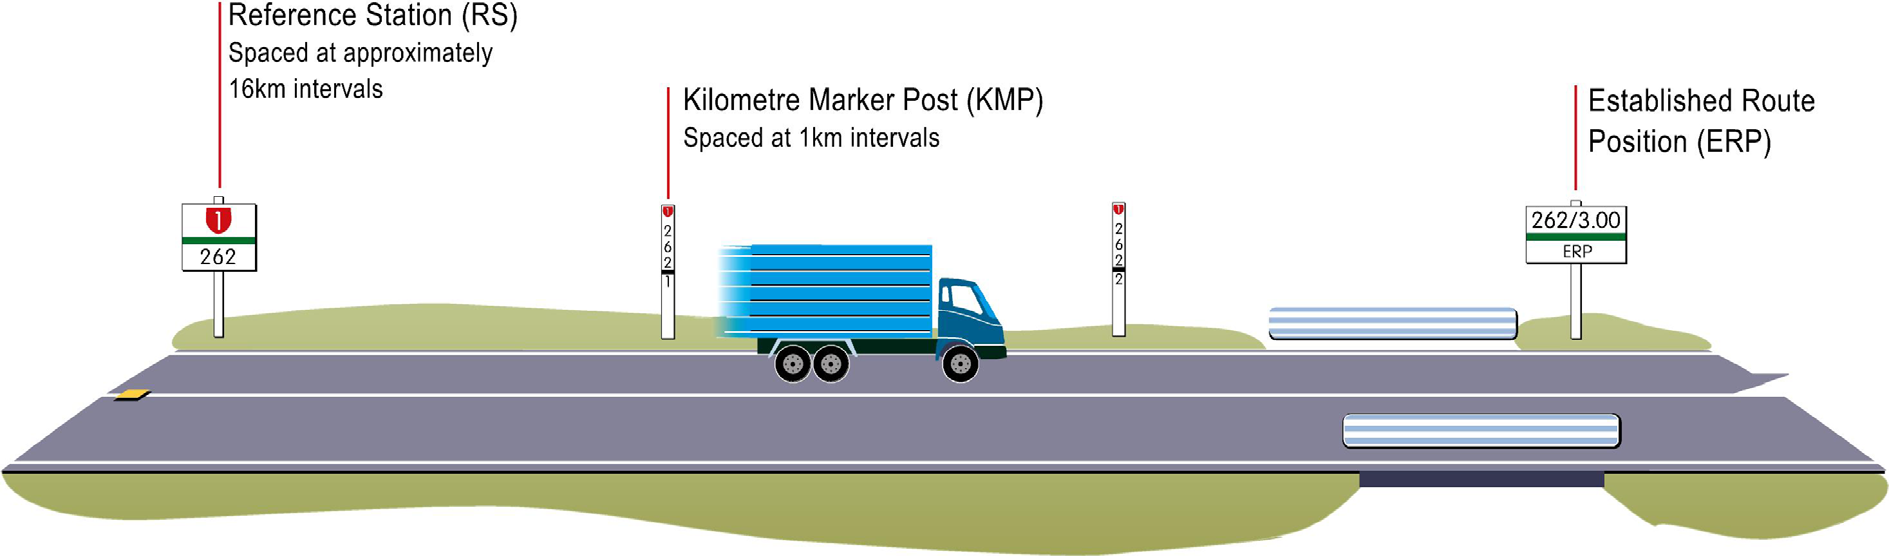 Reference Station (RS)
Spaced at approximately
16km intervals
Kilometre Marker Post (KMP)
Spaced at 1km intervals
Established Route
Position (ERP)
1
262
1
2
6
2
1
1
2
6
2
2
262/3.00
ERP